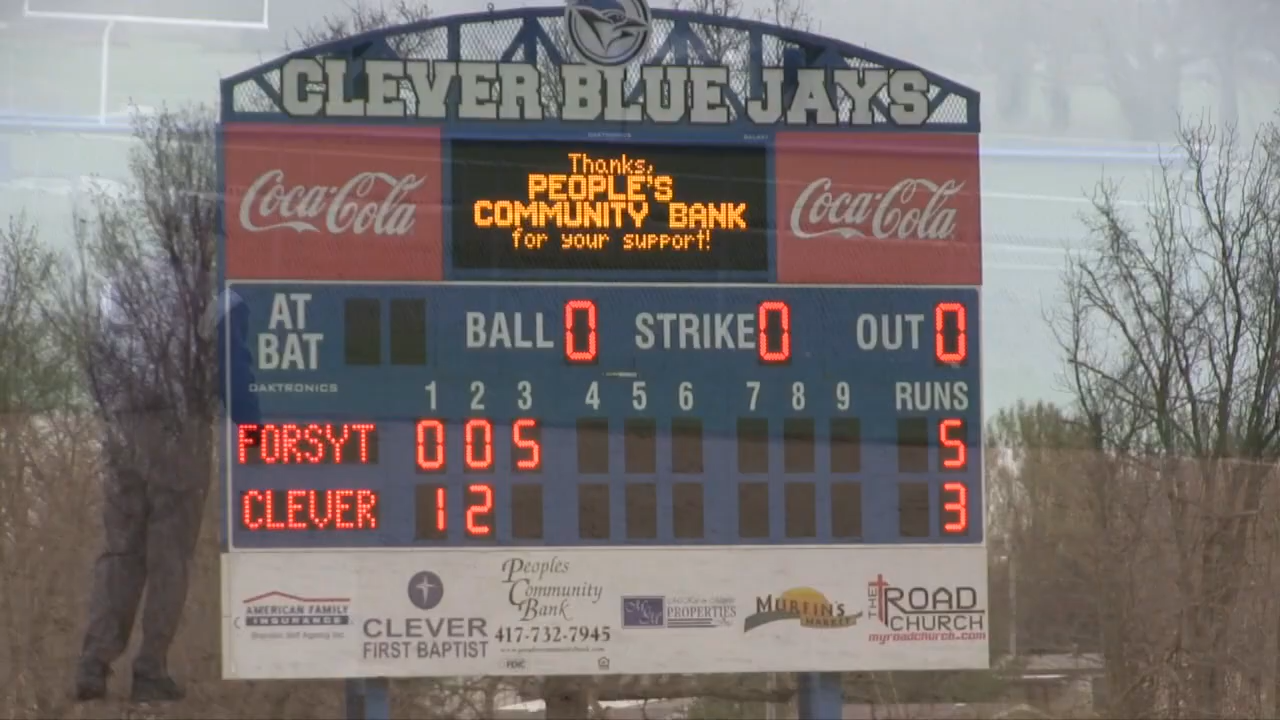 CLEVER BLUE JAYS
Coca-Cola
Thanks,
PEOPLE'S
COMMUNITY BANK
for your support!
Coca-Cola
AT BAT
BALL 0 STRIKE 0 OUT 0
DAKTRONICS
1 2 3 4 5 6 7 8 9 RUNS
FORSYT 0 0 5 5
CLEVER 1 2 3
AMERICAN FAMILY
INSURANCE
CLEVER
FIRST BAPTIST
Peoples
Community
Bank
417-732-7945
FDIC
PROPERTIES
MURFIN'S
MARKET
THE ROAD
CHURCH
myroadchurch.com